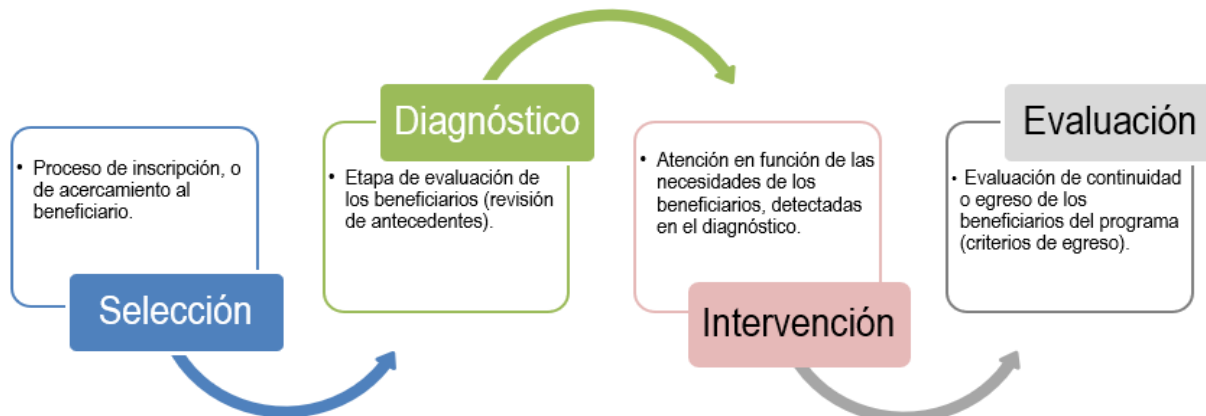 • Proceso de inscripción, o
de acercamiento al
beneficiario.
Selección
Diagnóstico
• Etapa de evaluación de
los beneficiarios (revisión
de antecedentes).
• Atención en función de las
necesidades de los
beneficiarios, detectadas
en el diagnóstico.
Intervención
Evaluación
• Evaluación de continuidad
o egreso de los
beneficiarios del programa
(criterios de egreso).